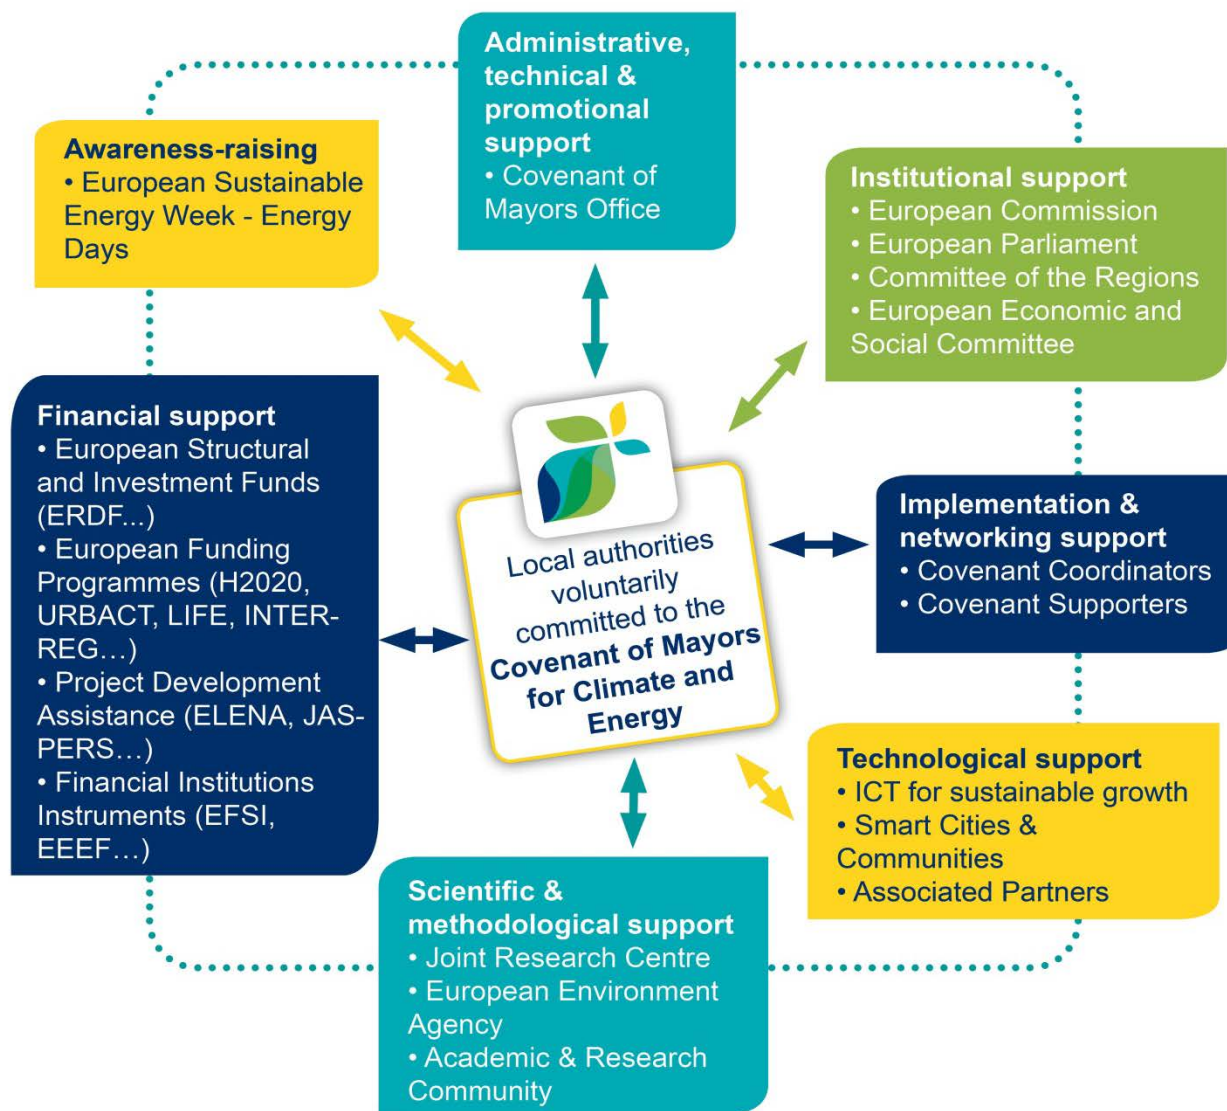 Administrative,
technical &
promotional
support
• Covenant of
Mayors Office
Awareness-raising
• European Sustainable
Energy Week - Energy
Days
Institutional support
• European Commission
• European Parliament
• Committee of the Regions
• European Economic and
Social Committee
Financial support
• European Structural
and Investment Funds
(ERDF...)
• European Funding
Programmes (H2020,
URBACT, LIFE, INTER-
REG…)
• Project Development
Assistance (ELENA, JAS-
PERS…)
• Financial Institutions
Instruments (EFSI,
EEEF…)
Local authorities
voluntarily
committed to the
Covenant of Mayors
for Climate and
Energy
Implementation &
networking support
• Covenant Coordinators
• Covenant Supporters
Technological support
• ICT for sustainable growth
• Smart Cities &
Communities
• Associated Partners
Scientific &
methodological support
• Joint Research Centre
• European Environment
Agency
• Academic & Research
Community